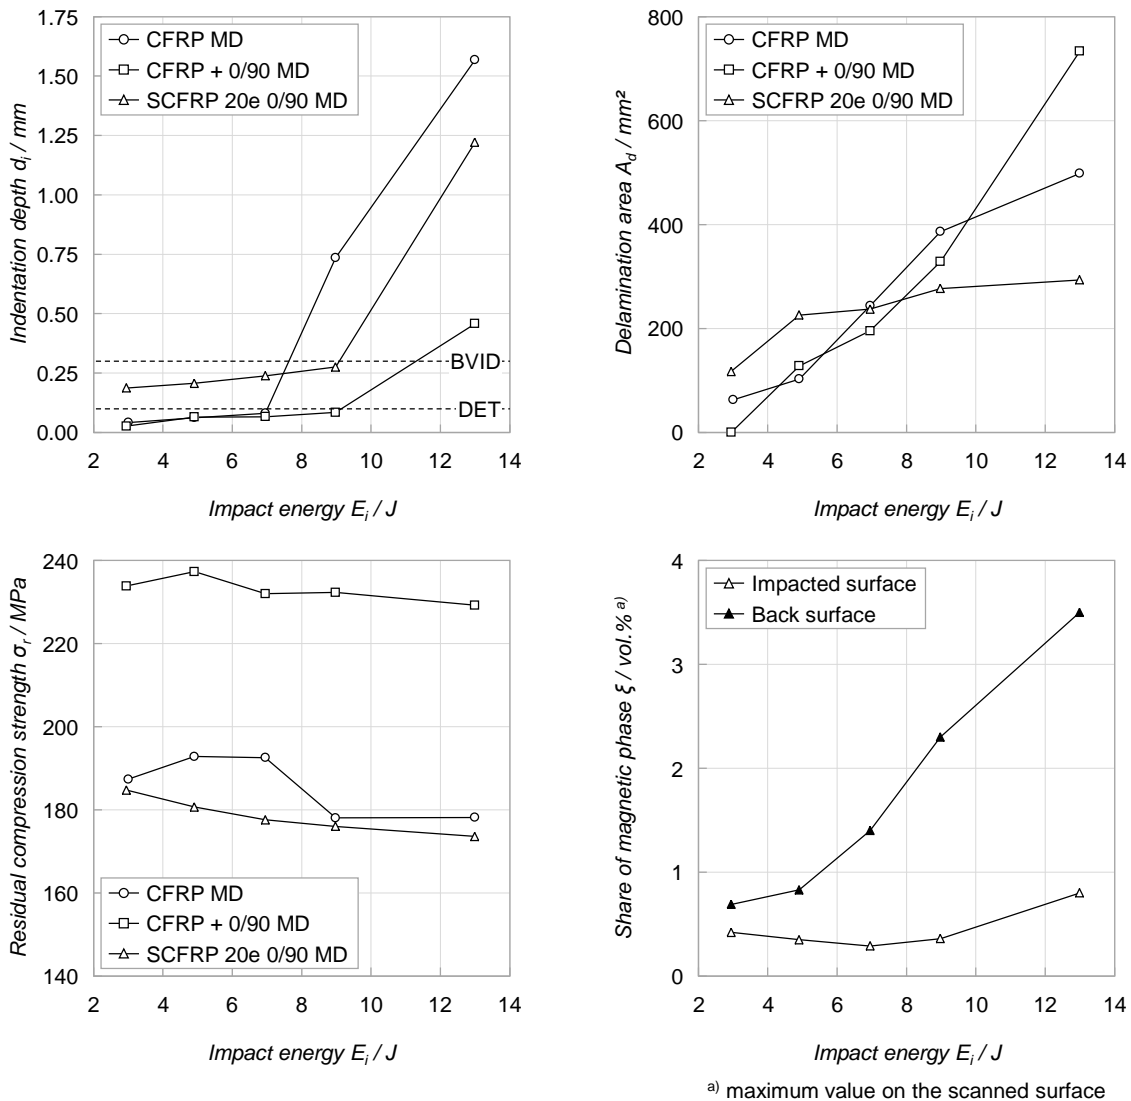 Indentation depth d_i / mm
1.75
1.50
1.25
1.00
0.75
0.50
0.25
0.00
CFRP MD
CFRP + 0/90 MD
SCFRP 20e 0/90 MD
BVID
DET
2 4 6 8 10 12 14
Impact energy E_i / J
Delamination area A_d / mm²
800
600
400
200
0
CFRP MD
CFRP + 0/90 MD
SCFRP 20e 0/90 MD
2 4 6 8 10 12 14
Impact energy E_i / J
Residual compression strength σ_r / MPa
240
220
200
180
160
140
CFRP MD
CFRP + 0/90 MD
SCFRP 20e 0/90 MD
2 4 6 8 10 12 14
Impact energy E_i / J
Share of magnetic phase ξ / vol.% a)
4
3
2
1
0
Impacted surface
Back surface
2 4 6 8 10 12 14
Impact energy E_i / J
a) maximum value on the scanned surface